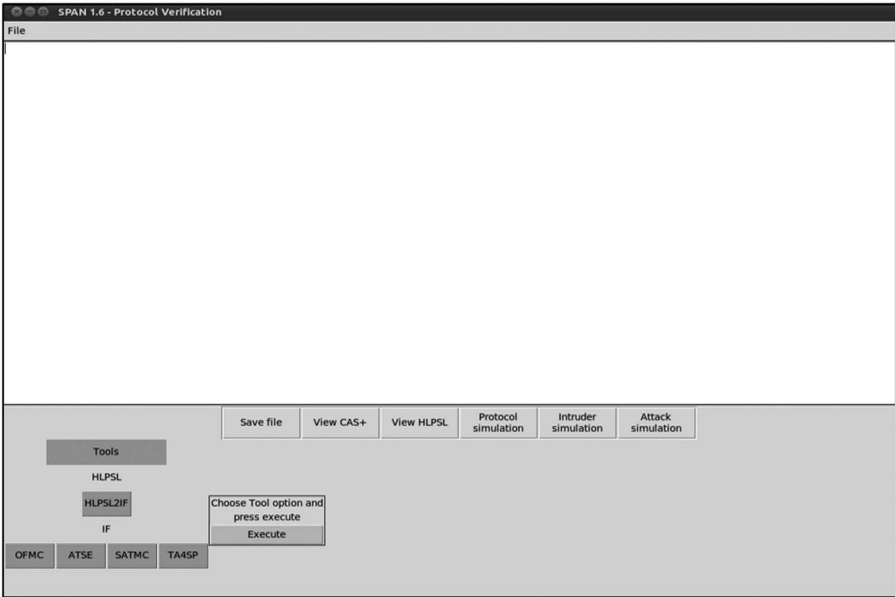 SPAN 1.6 - Protocol Verification
File
Save file
View CAS+
View HLPSL
Protocol
simulation
Intruder
simulation
Attack
simulation
Tools
HLPSL
HLPSL2IF
Choose Tool option and
press execute
Execute
IF
OFMC
ATSE
SATMC
TA4SP